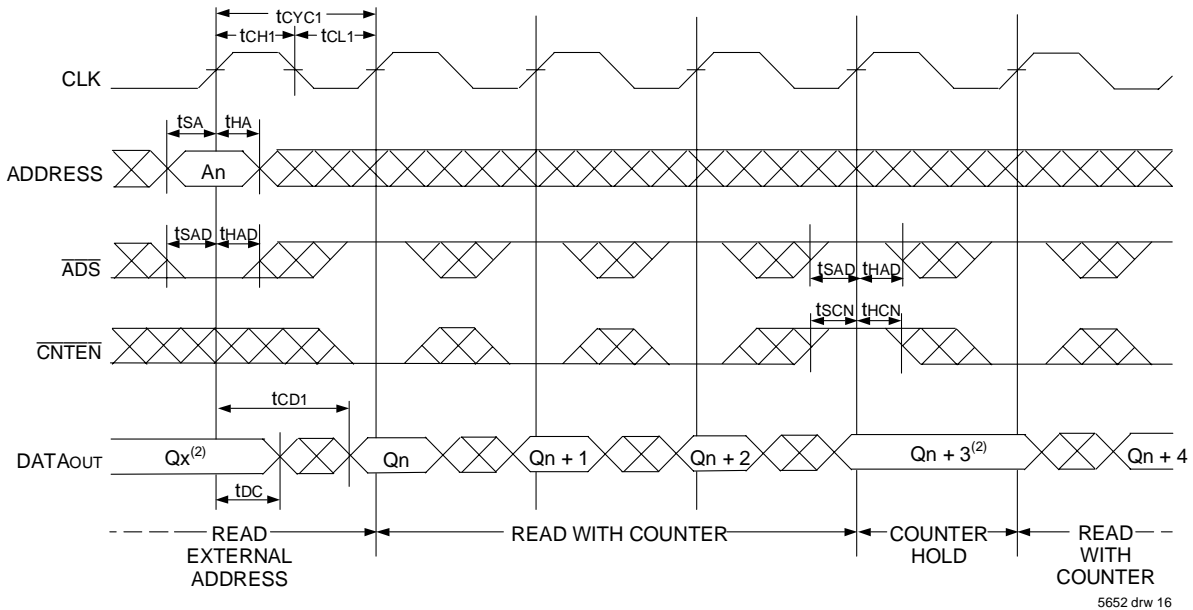 tCYC1
tCH1 tCL1
CLK
tSA tHA
ADDRESS An
tSAD tHAD
ADS
tSAD tHAD
tSCN tHCN
CNTEN
tCD1
DATAOUT Qx(2) Qn Qn + 1 Qn + 2 Qn + 3(2) Qn + 4
tDC
READ EXTERNAL ADDRESS
READ WITH COUNTER
COUNTER HOLD
READ WITH COUNTER
5652 drw 16